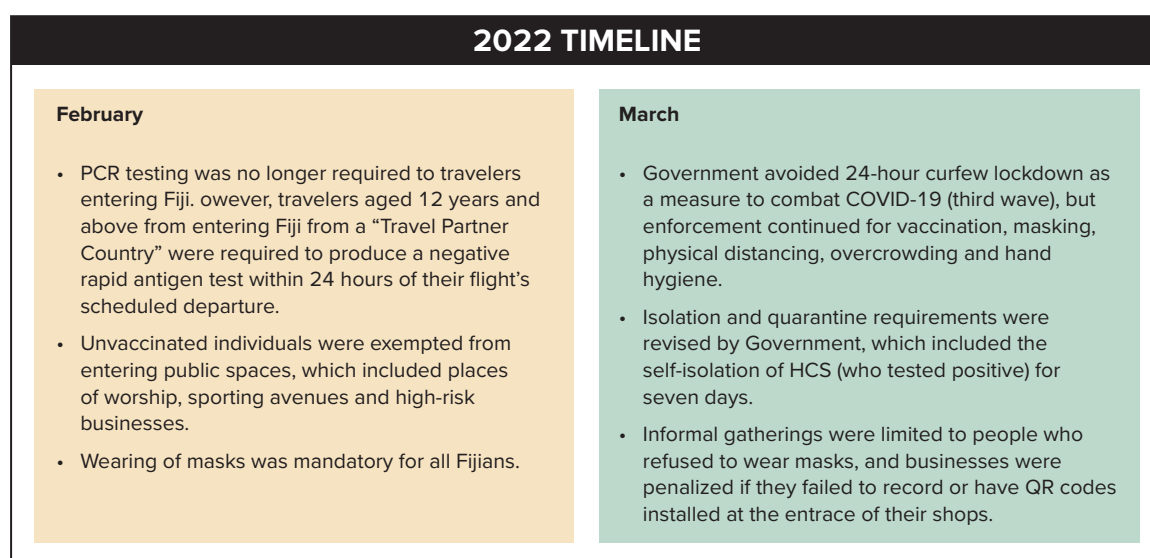 2022 TIMELINE
February
• PCR testing was no longer required to travelers
entering Fiji. owever, travelers aged 12 years and
above from entering Fiji from a “Travel Partner
Country” were required to produce a negative
rapid antigen test within 24 hours of their flight’s
scheduled departure.
• Unvaccinated individuals were exempted from
entering public spaces, which included places
of worship, sporting avenues and high-risk
businesses.
• Wearing of masks was mandatory for all Fijians.
March
• Government avoided 24-hour curfew lockdown as
a measure to combat COVID-19 (third wave), but
enforcement continued for vaccination, masking,
physical distancing, overcrowding and hand
hygiene.
• Isolation and quarantine requirements were
revised by Government, which included the
self-isolation of HCS (who tested positive) for
seven days.
• Informal gatherings were limited to people who
refused to wear masks, and businesses were
penalized if they failed to record or have QR codes
installed at the entrace of their shops.